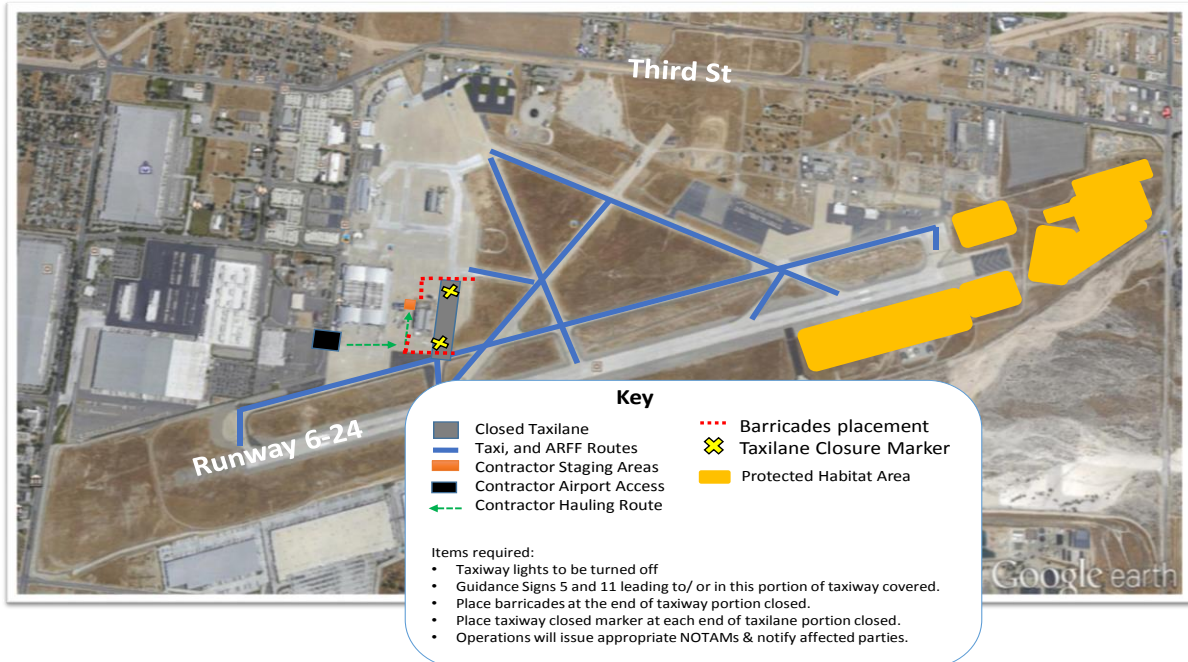 Third St
Runway 6-24
Key
Closed Taxilane
Taxi, and ARFF Routes
Contractor Staging Areas
Contractor Airport Access
Contractor Hauling Route
Barricades placement
Taxilane Closure Marker
Protected Habitat Area
Items required:
• Taxiway lights to be turned off
• Guidance Signs 5 and 11 leading to/ or in this portion of taxiway covered.
• Place barricades at the end of taxiway portion closed.
• Place taxiway closed marker at each end of taxilane portion closed.
• Operations will issue appropriate NOTAMs & notify affected parties.
Google earth